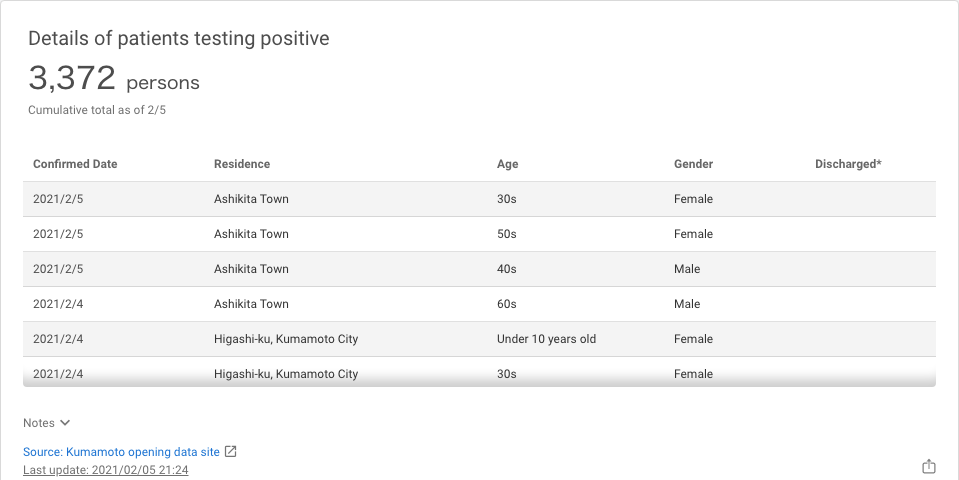 Details of patients testing positive
3,372 persons
Cumulative total as of 2/5
Confirmed Date Residence Age Gender Discharged*
2021/2/5 Ashikita Town 30s Female
2021/2/5 Ashikita Town 50s Female
2021/2/5 Ashikita Town 40s Male
2021/2/4 Ashikita Town 60s Male
2021/2/4 Higashi-ku, Kumamoto City Under 10 years old Female
2021/2/4 Higashi-ku, Kumamoto City 30s Female
Notes
Source: Kumamoto opening data site
Last update: 2021/02/05 21:24